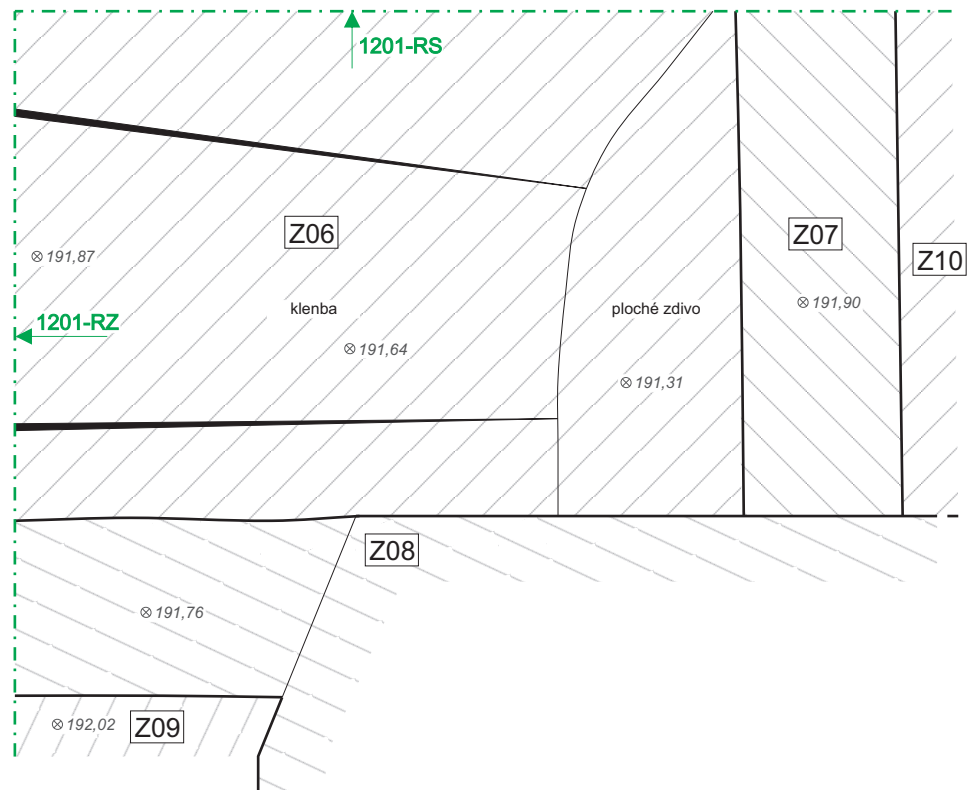 1201-RS
Z06
Z07
Z10
191,87
191,90
klenba
ploché zdivo
1201-RZ
191,64
191,31
Z08
191,76
192,02
Z09